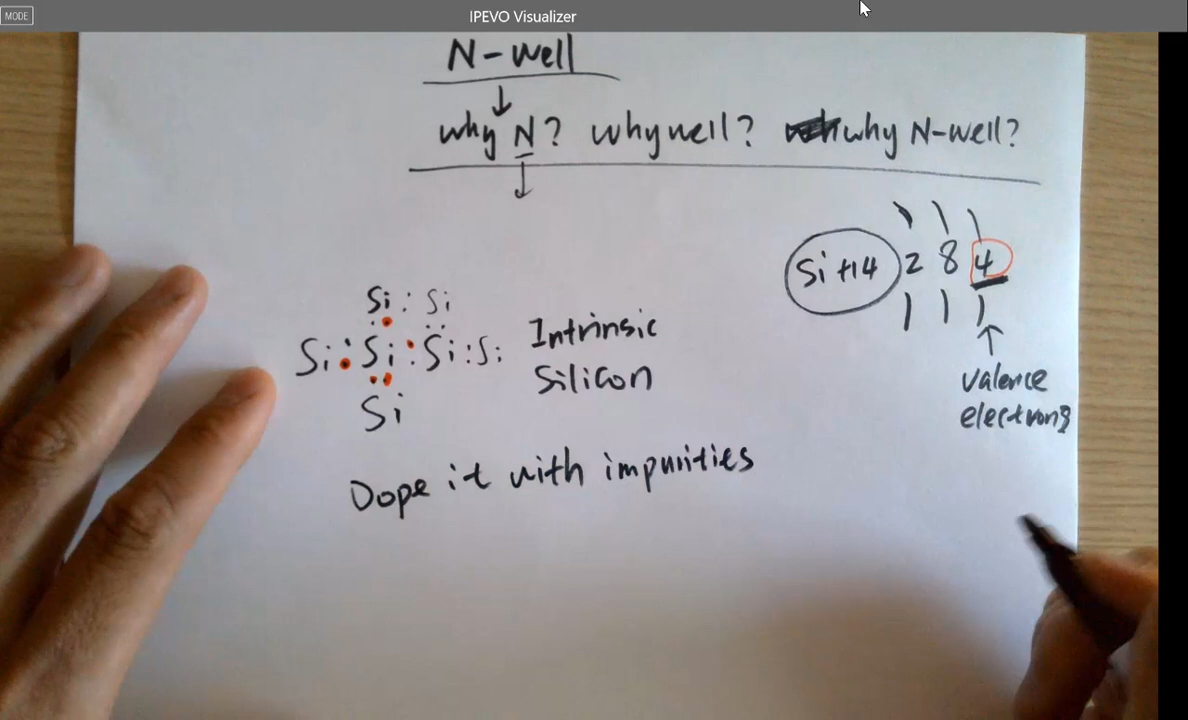 MODE
IPEVO Visualizer
N-well
↓
why N? why well? why N-well?
↓
Si+14 2 8 4
↑
valence
electrons
Si : Si
Si : Si : Si : Si
Si
Intrinsic
Silicon
Dope it with impurities